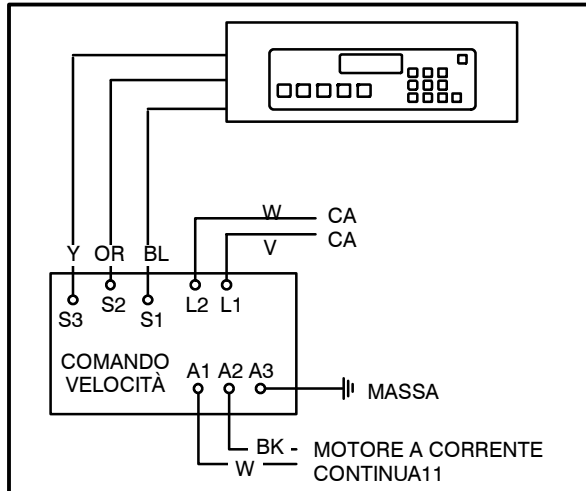 W CA
V CA
Y OR BL
S3 S2 S1 L2 L1
COMANDO
VELOCITÀ
A1 A2 A3
MASSA
BK - MOTORE A CORRENTE
W CONTINUA11